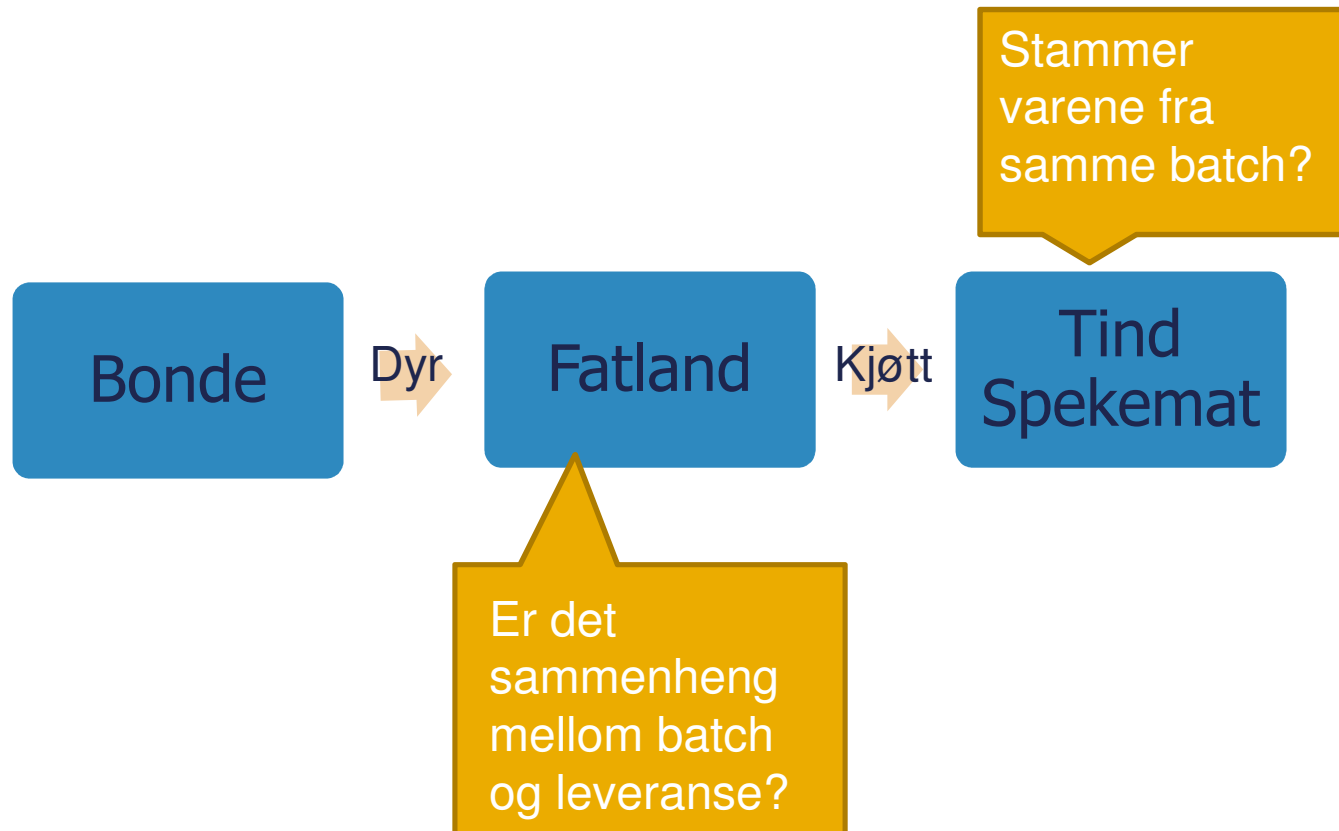 Stammer
varene fra
samme batch?
Bonde
Dyr
Fatland
Kjøtt
Tind
Spekemat
Er det
sammenheng
mellom batch
og leveranse?